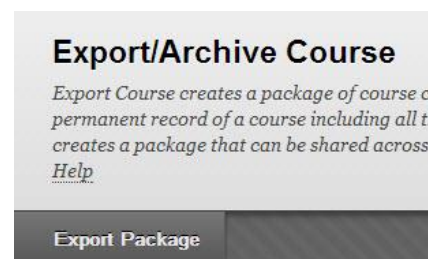 Export/Archive Course
Export Course creates a package of course c
permanent record of a course including all t
creates a package that can be shared across
Help
Export Package